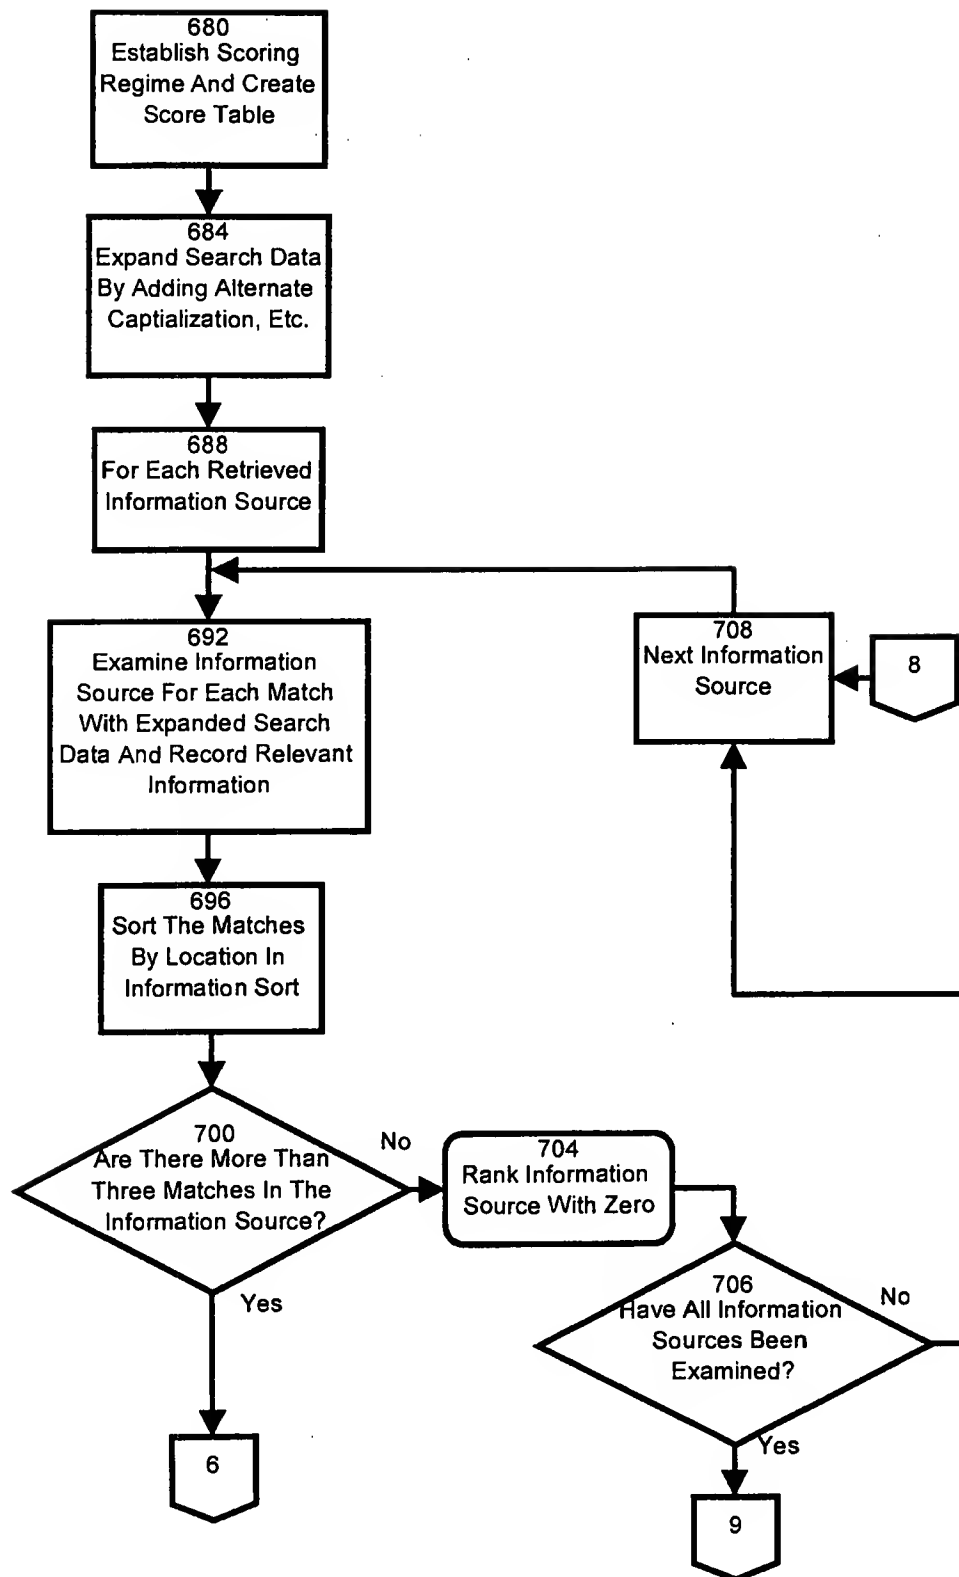 680
Establish Scoring
Regime And Create
Score Table
684
Expand Search Data
By Adding Alternate
Captialization, Etc.
688
For Each Retrieved
Information Source
692
Examine Information
Source For Each Match
With Expanded Search
Data And Record Relevant
Information
708
Next Information
Source
8
696
Sort The Matches
By Location In
Information Sort
700
Are There More Than
Three Matches In The
Information Source?
No
Yes
704
Rank Information
Source With Zero
706
Have All Information
Sources Been
Examined?
No
Yes
6
9